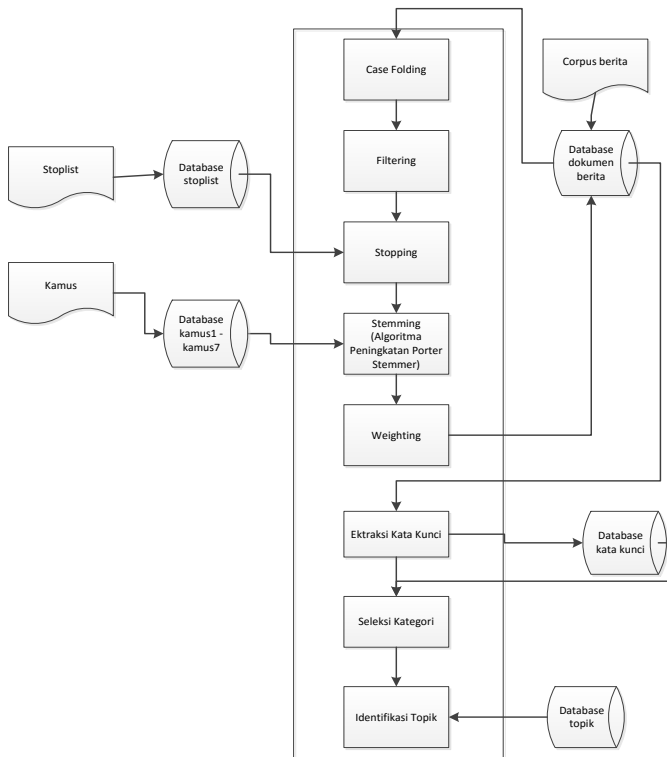 Case Folding
Corpus berita
Filtering
Database
dokumen
berita
Stoplist
Database
stoplist
Stopping
Kamus
Database
kamus1 -
kamus7
Stemming
(Algoritma
Peningkatan Porter
Stemmer)
Weighting
Ektraksi Kata Kunci
Database
kata kunci
Seleksi Kategori
Identifikasi Topik
Database
topik